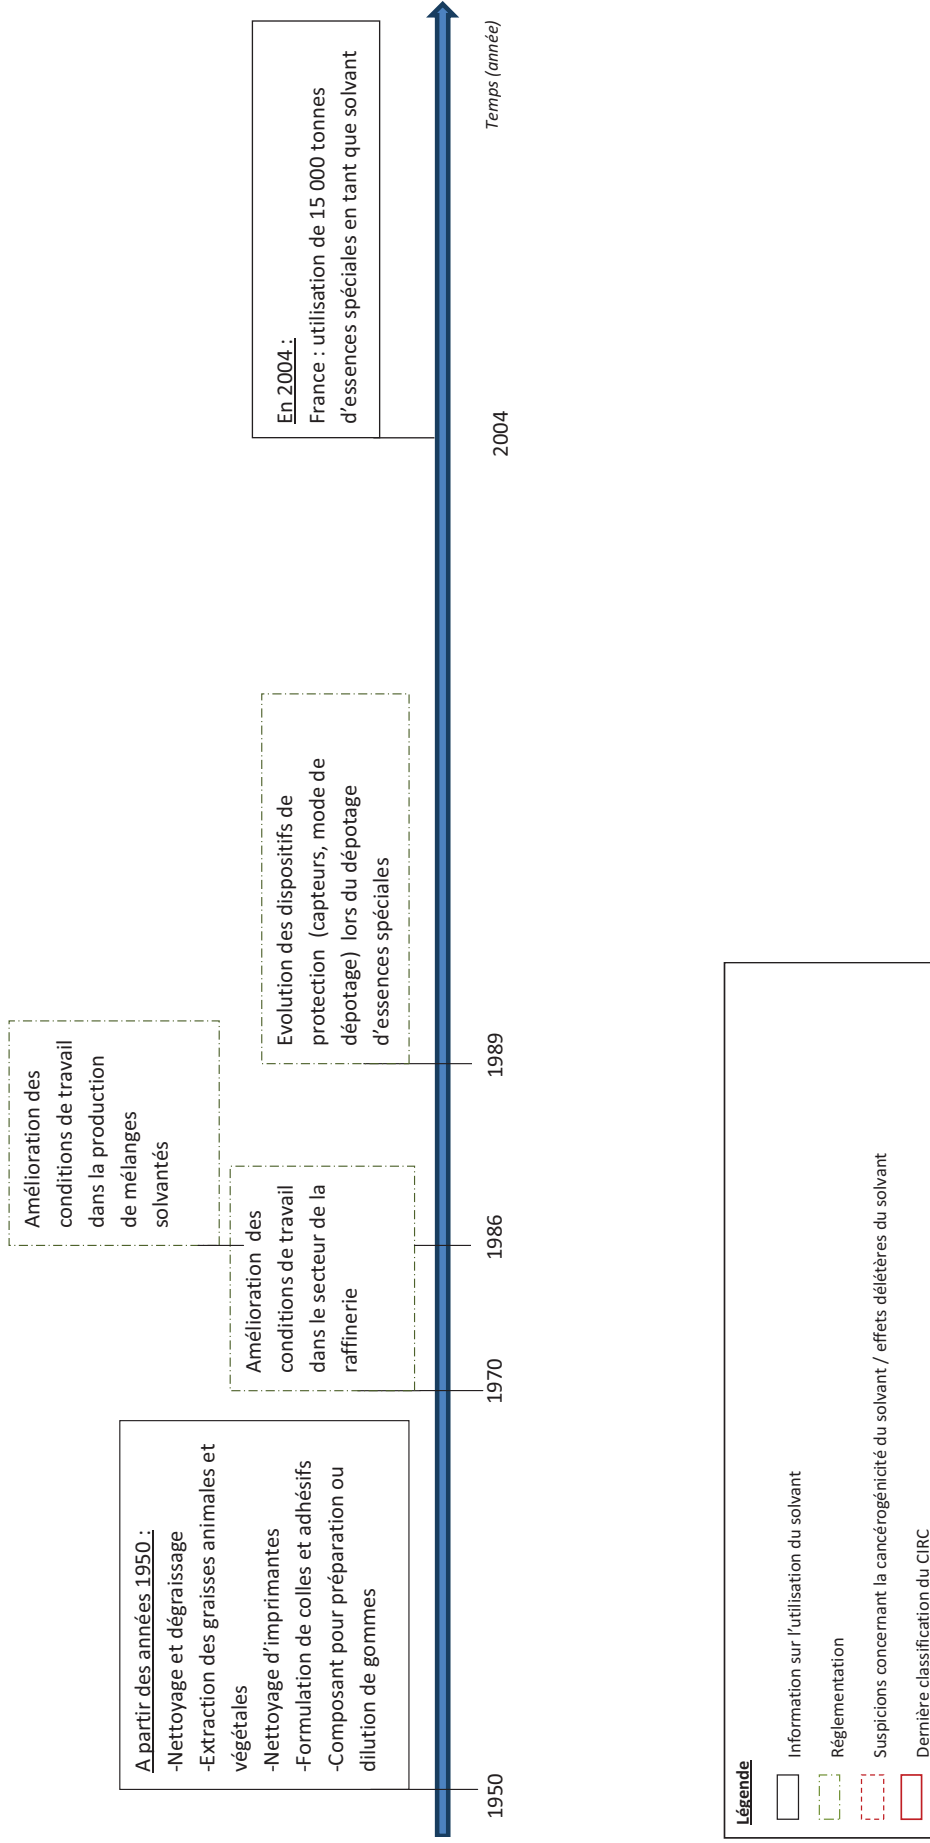 A partir des années 1950 :
-Nettoyage et dégraissage
-Extraction des graisses animales et
végétales
-Nettoyage d'imprimantes
-Formulation de colles et adhésifs
-Composant pour préparation ou
dilution de gommes
Amélioration des
conditions de travail
dans le secteur de la
raffinerie
Amélioration des
conditions de travail
dans la production
de mélanges
solvantés
Evolution des dispositifs de
protection (capteurs, mode de
dépotage) lors du dépotage
d'essences spéciales
En 2004 :
France : utilisation de 15 000 tonnes
d'essences spéciales en tant que solvant
1950
1970
1986
1989
2004
Temps (année)
Légende
Information sur l'utilisation du solvant
Réglementation
Suspicions concernant la cancérogénicité du solvant / effets délétères du solvant
Dernière classification du CIRC